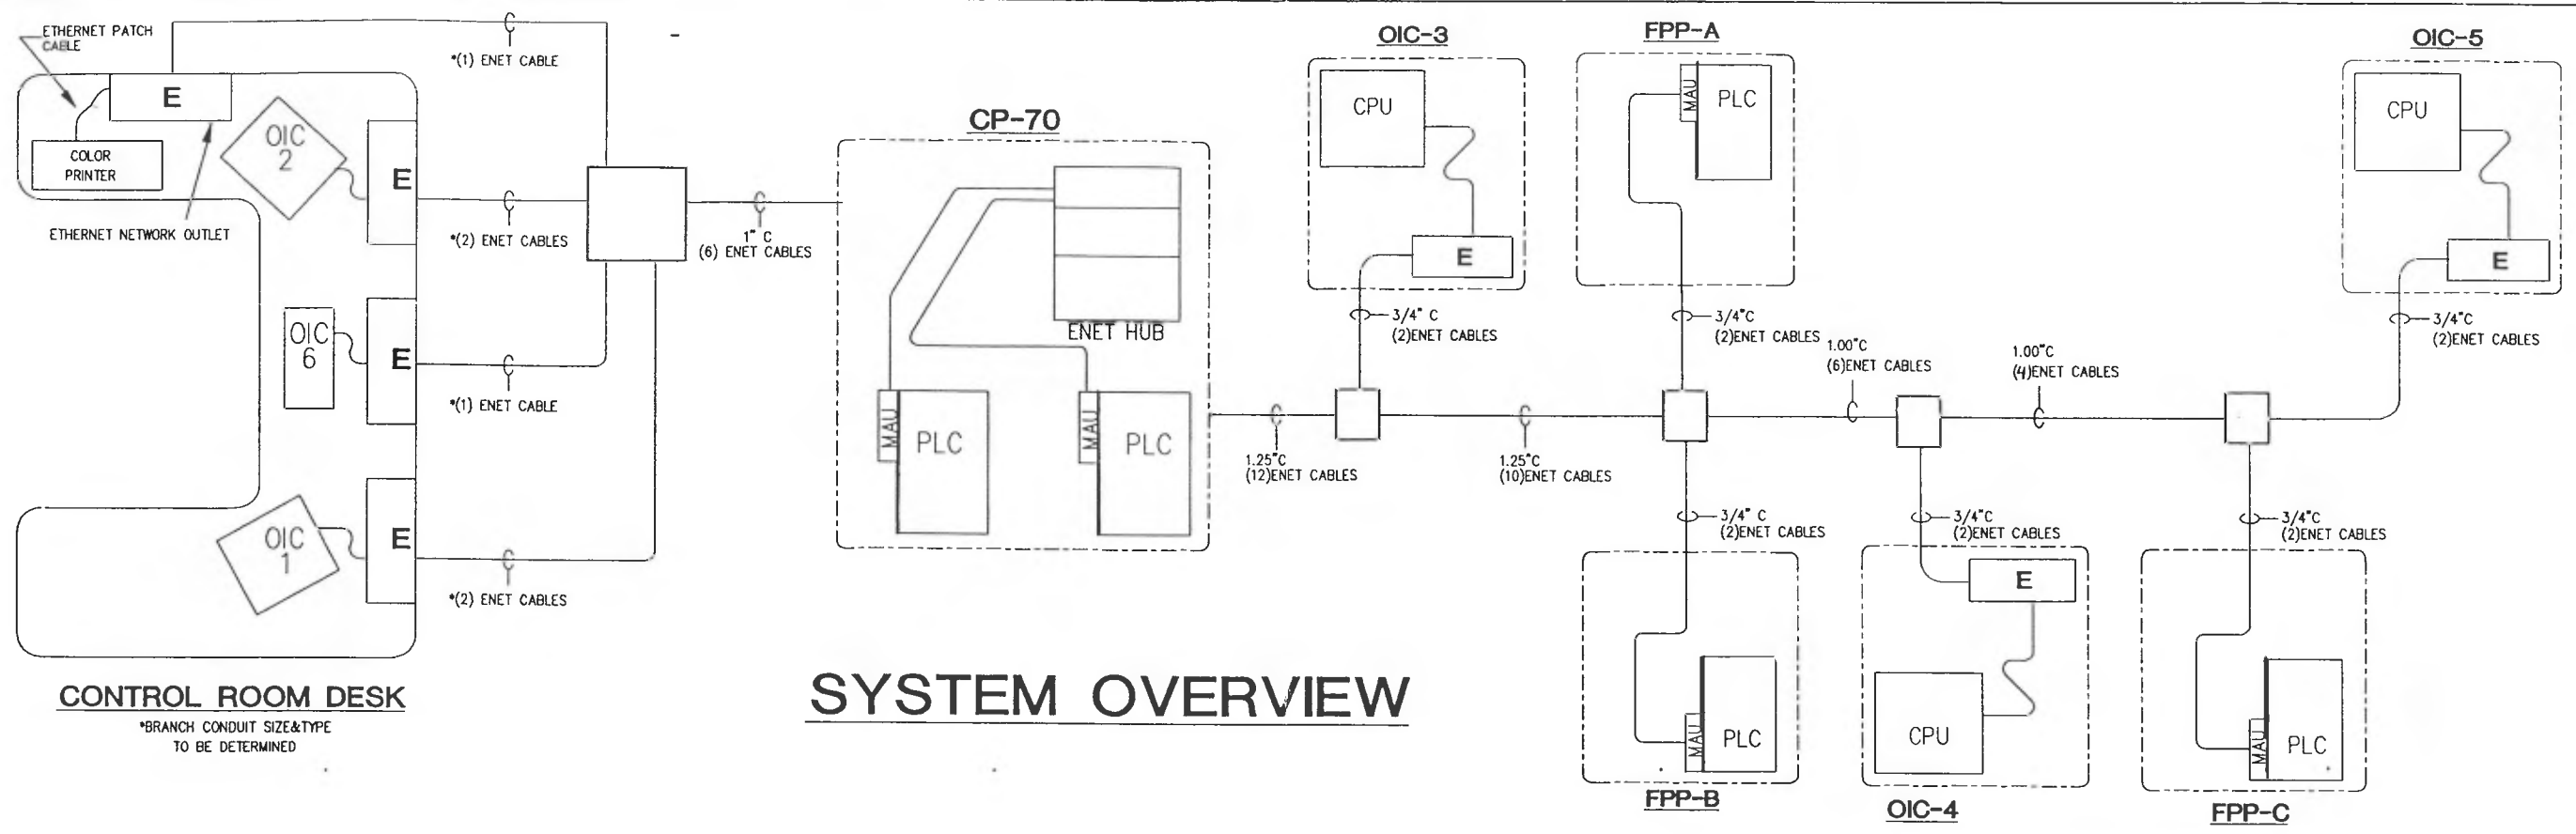 ETHERNET PATCH
CABLE
E
COLOR
PRINTER
ETHERNET NETWORK OUTLET
OIC
2
E
OIC
6
E
OIC
1
E
*(1) ENET CABLE
*(2) ENET CABLES
*(1) ENET CABLE
*(2) ENET CABLES
CONTROL ROOM DESK
*BRANCH CONDUIT SIZE&TYPE
TO BE DETERMINED
1" C
(6) ENET CABLES
CP-70
ENET HUB
MAU
PLC
MAU
PLC
SYSTEM OVERVIEW
1.25"C
(12)ENET CABLES
OIC-3
CPU
E
3/4" C
(2)ENET CABLES
1.25"C
(10)ENET CABLES
FPP-A
MAU
PLC
3/4"C
(2)ENET CABLES
3/4" C
(2)ENET CABLES
MAU
PLC
FPP-B
1.00"C
(6)ENET CABLES
3/4"C
(2)ENET CABLES
E
CPU
OIC-4
1.00"C
(4)ENET CABLES
OIC-5
CPU
E
3/4"C
(2)ENET CABLES
3/4"C
(2)ENET CABLES
MAU
PLC
FPP-C